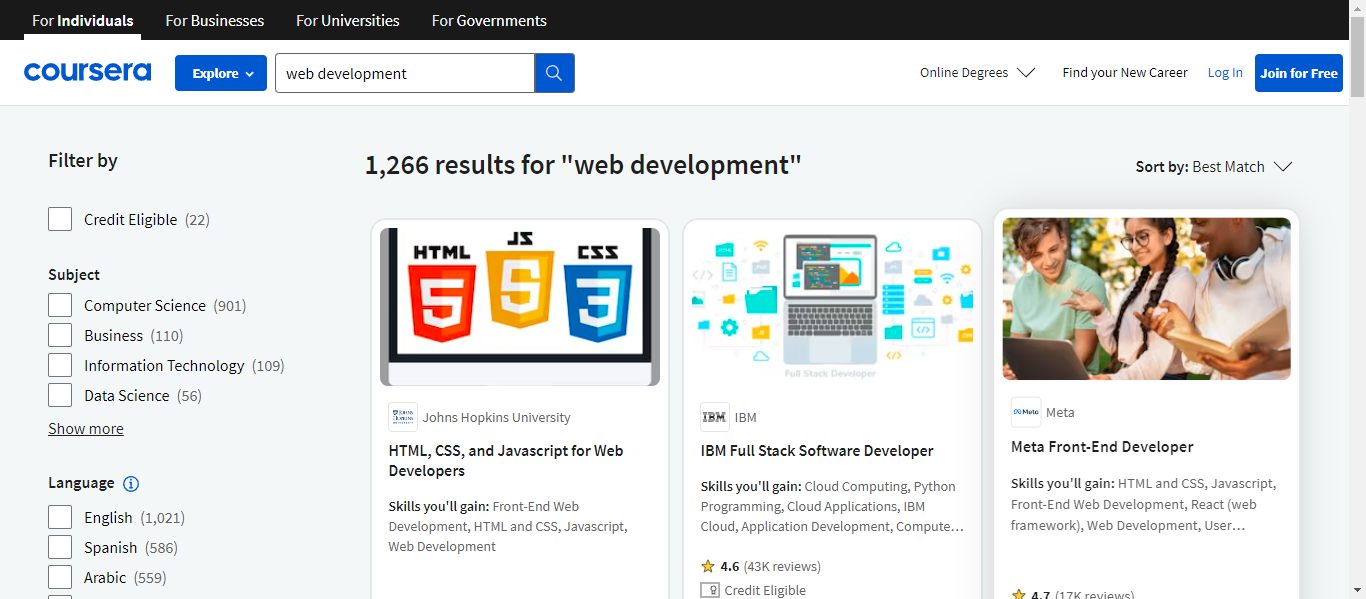 For Individuals For Businesses For Universities For Governments
coursera Explore web development Online Degrees Find your New Career Log In Join for Free
Filter by
1,266 results for "web development"
Sort by: Best Match
Credit Eligible (22)
Subject
Computer Science (901)
Business (110)
Information Technology (109)
Data Science (56)
Show more
Language
English (1,021)
Spanish (586)
Arabic (559)
HTML JS CSS
5 5 3
JOHNS HOPKINS
Johns Hopkins University
HTML, CSS, and Javascript for Web
Developers
Skills you'll gain: Front-End Web
Development, HTML and CSS, Javascript,
Web Development
Full Stack Developer
IBM IBM
IBM Full Stack Software Developer
Skills you'll gain: Cloud Computing, Python
Programming, Cloud Applications, IBM
Cloud, Application Development, Compute…
4.6 (43K reviews)
Credit Eligible
Meta Meta
Meta Front-End Developer
Skills you'll gain: HTML and CSS, Javascript,
Front-End Web Development, React (web
framework), Web Development, User…
4.7 (17K reviews)